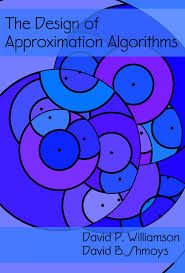 The Design of
Approximation Algorithms
David P. Williamson
David B. Shmoys